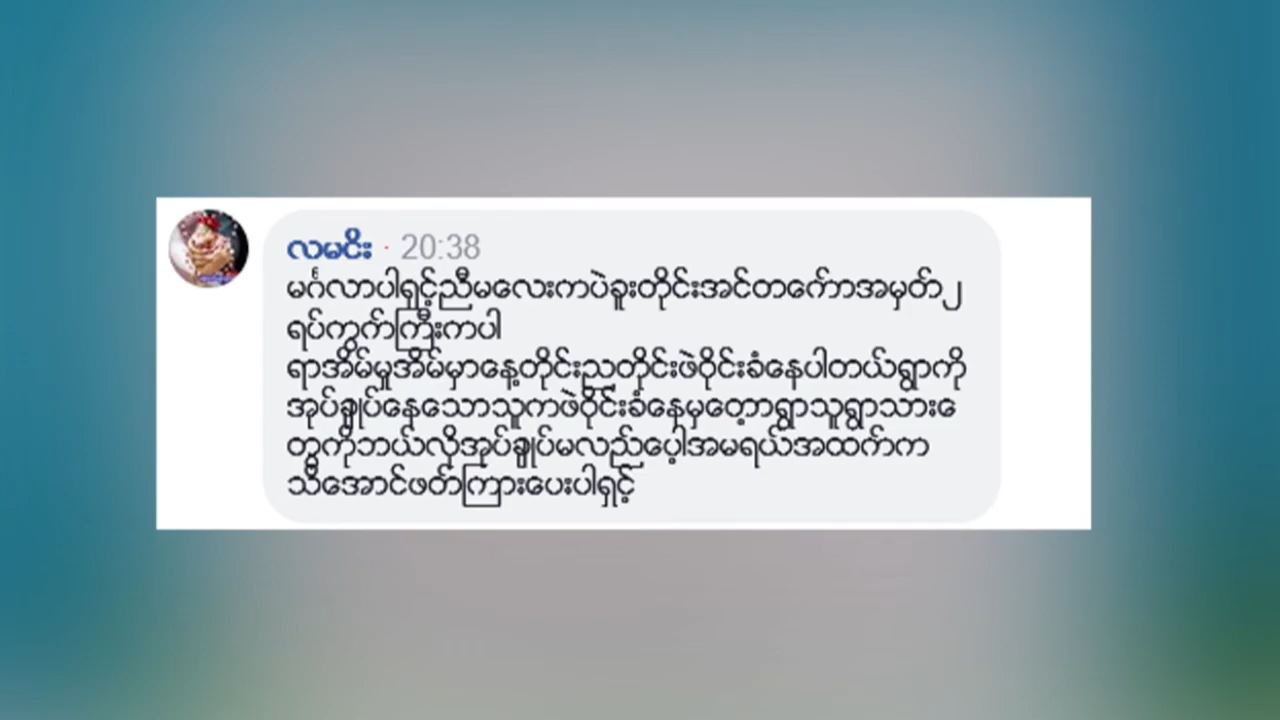 လမင်း · 20:38
မင်္ဂလာပါရှင့်ညီမလေးကပဲခူးတိုင်းအင်တကော်အမှတ်၂
ရပ်ကွက်ကြီးကပါ
ရာအိမ်မှူအိမ်မှာနေ့တိုင်းညတိုင်းဖဲဝိုင်းခံနေပါတယ်ရွာကို
အုပ်ချုပ်နေသောသူကဖဲဝိုင်းခံနေမှတော့ရွာသူရွာသားတွေ
ကိုဘယ်လိုအုပ်ချုပ်မလည်ပေ့ါအမရယ်အထက်က
သိအောင်ဖတ်ကြားပေးပါရှင့်